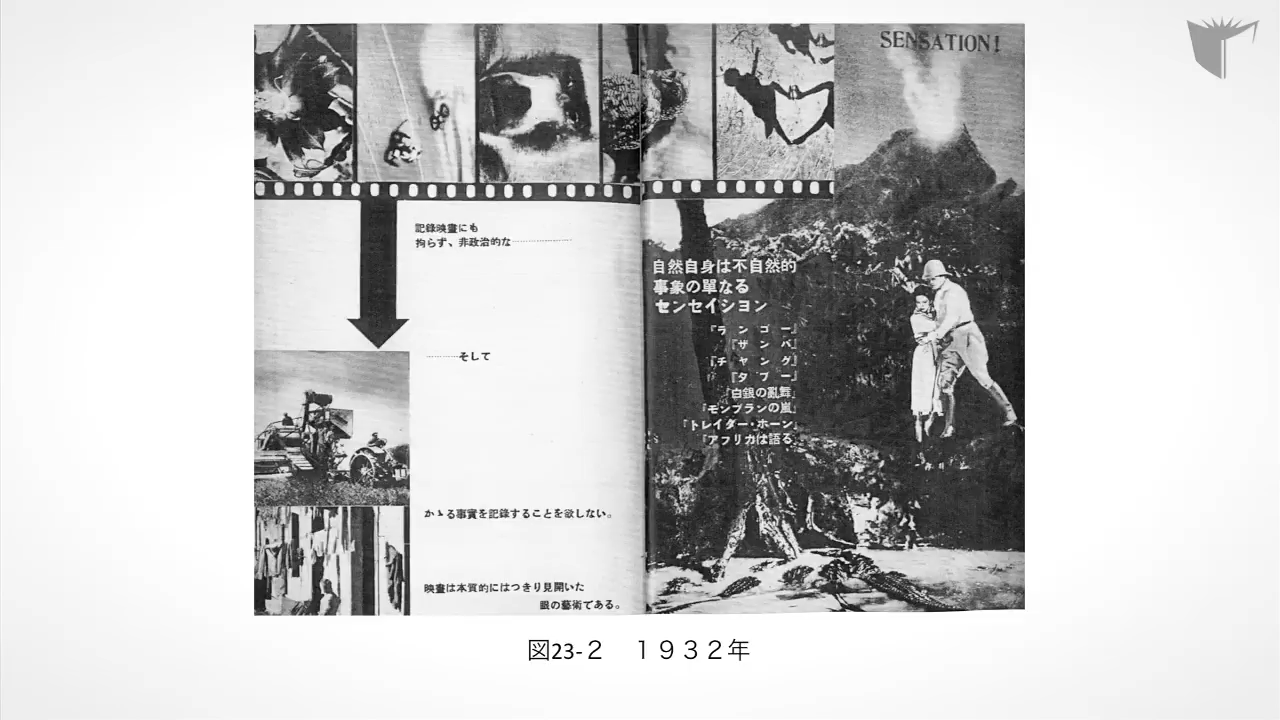 SENSATION!
記錄映畫にも
拘らず、非政治的な…………………
…………そして
かゝる事實を記錄することを欲しない。
映畫は本質的にはつきり見開いた
眼の藝術である。
自然自身は不自然的
事象の單なる
センセイシヨン
『ランゴー』
『ザンバ』
『チヤング』
『タブー』
『白銀の亂舞』
『モンブランの嵐』
『トレイダー・ホーン』
『アフリカは語る』
図23-２　１９３２年